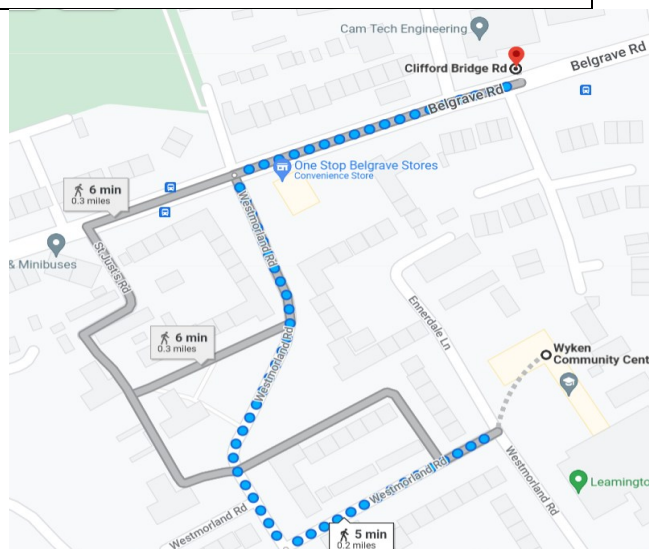 Cam Tech Engineering
Clifford Bridge Rd
Belgrave Rd
Belgrave Rd
One Stop Belgrave Stores
Convenience Store
6 min
0.3 miles
Westmorland Rd
& Minibuses
St Just's Rd
6 min
0.3 miles
Ennerdale Ln
Westmorland Rd
Wyken
Community Cent
Westmorland Rd
Westmorland Rd
Leamingto
Westmorland Rd
5 min
0.2 miles